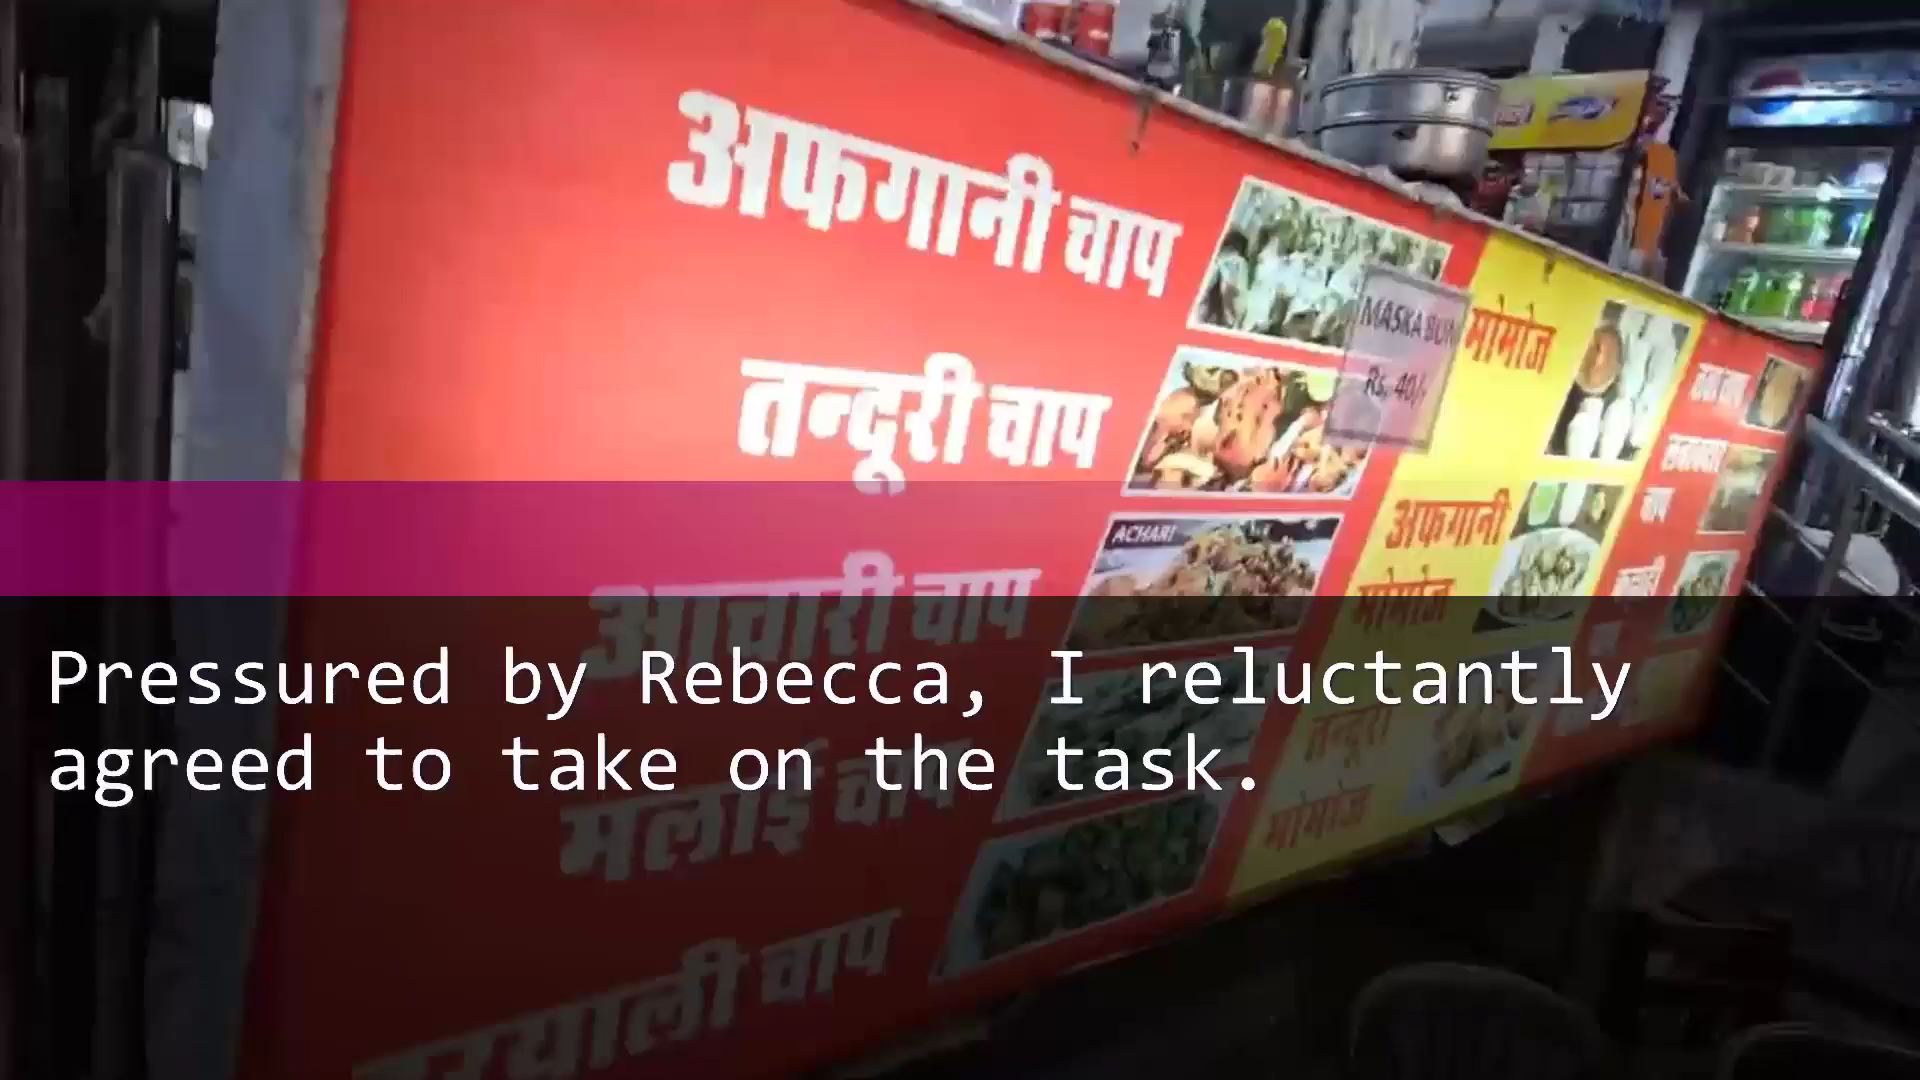 अफगानी चाप
तन्दूरी चाप
ACHARI
आचारी चाप
मलाई चाप
चाप
MASKA BUN
Rs. 40/-
मोमोज
अफगानी
मोमोज
तन्दूरी
मोमोज
चाप
Pressured by Rebecca, I reluctantly
agreed to take on the task.